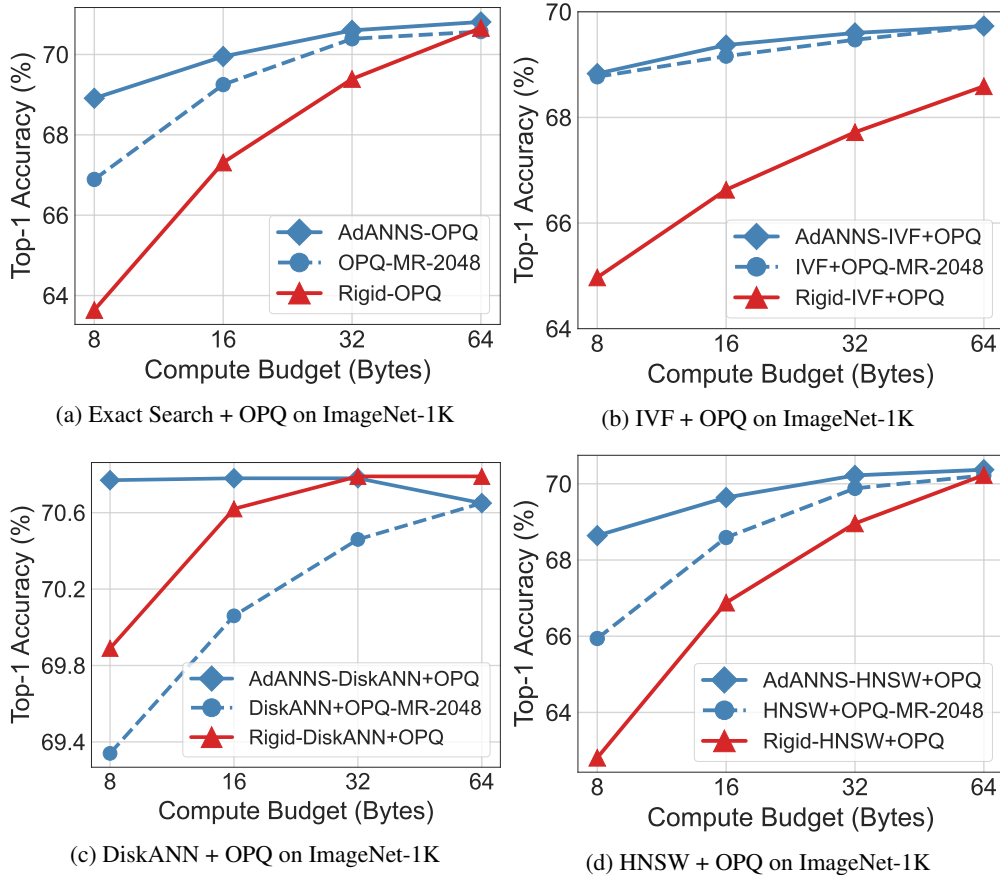 70
68
66
64
Top-1 Accuracy (%)
AdANNS-OPQ
OPQ-MR-2048
Rigid-OPQ
8 16 32 64
Compute Budget (Bytes)
(a) Exact Search + OPQ on ImageNet-1K
70
68
66
64
Top-1 Accuracy (%)
AdANNS-IVF+OPQ
IVF+OPQ-MR-2048
Rigid-IVF+OPQ
8 16 32 64
Compute Budget (Bytes)
(b) IVF + OPQ on ImageNet-1K
70.6
70.2
69.8
69.4
Top-1 Accuracy (%)
AdANNS-DiskANN+OPQ
DiskANN+OPQ-MR-2048
Rigid-DiskANN+OPQ
8 16 32 64
Compute Budget (Bytes)
(c) DiskANN + OPQ on ImageNet-1K
70
68
66
64
Top-1 Accuracy (%)
AdANNS-HNSW+OPQ
HNSW+OPQ-MR-2048
Rigid-HNSW+OPQ
8 16 32 64
Compute Budget (Bytes)
(d) HNSW + OPQ on ImageNet-1K